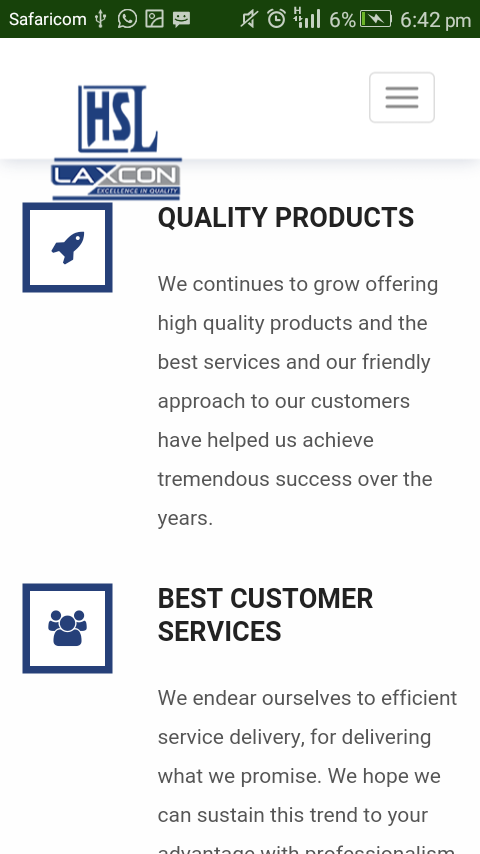 Safaricom H 6% 6:42 pm
HSL
LAXCON
EXCELLENCE IN QUALITY
QUALITY PRODUCTS
We continues to grow offering
high quality products and the
best services and our friendly
approach to our customers
have helped us achieve
tremendous success over the
years.
BEST CUSTOMER
SERVICES
We endear ourselves to efficient
service delivery, for delivering
what we promise. We hope we
can sustain this trend to your
advantage with professionalism